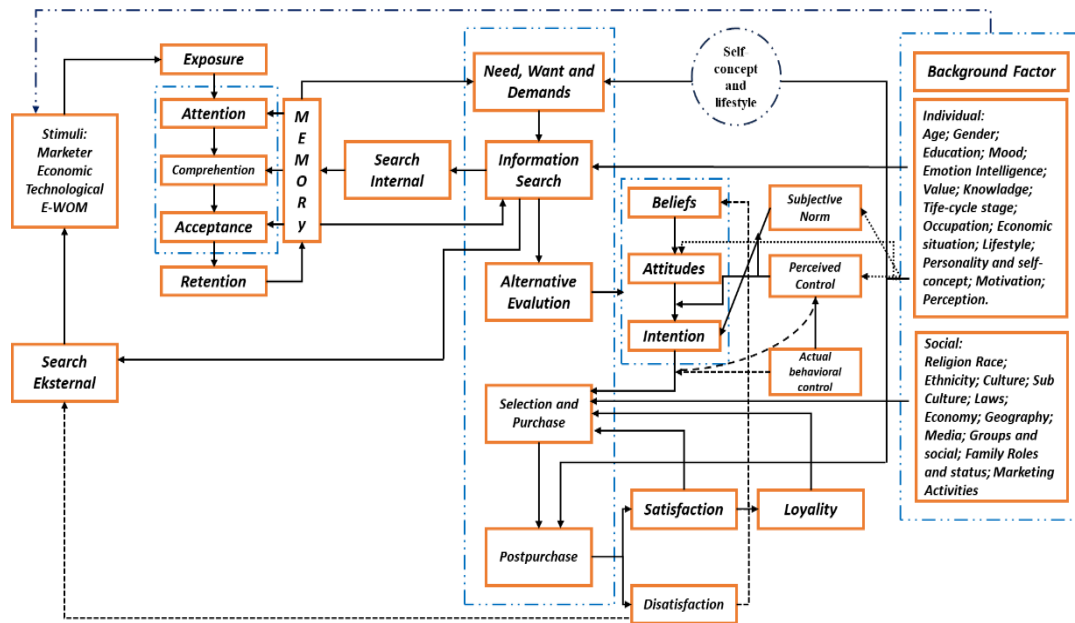 Exposure
Attention
Comprehention
Acceptance
Retention
Stimuli:
Marketer
Economic
Technological
E-WOM
Search
Eksternal
M
E
M
O
R
y
Search
Internal
Need, Want and
Demands
Information
Search
Alternative
Evalution
Selection and
Purchase
Postpurchase
Beliefs
Attitudes
Intention
Subjective
Norm
Perceived
Control
Actual
behavioral
control
Satisfaction
Loyality
Disatisfaction
Self-
concept
and
lifestyle
Background Factor
Individual:
Age; Gender;
Education; Mood;
Emotion Intelligence;
Value; Knowladge;
Tife-cycle stage;
Occupation; Economic
situation; Lifestyle;
Personality and self-
concept; Motivation;
Perception.
Social:
Religion Race;
Ethnicity; Culture; Sub
Culture; Laws;
Economy; Geography;
Media; Groups and
social; Family Roles
and status; Marketing
Activities